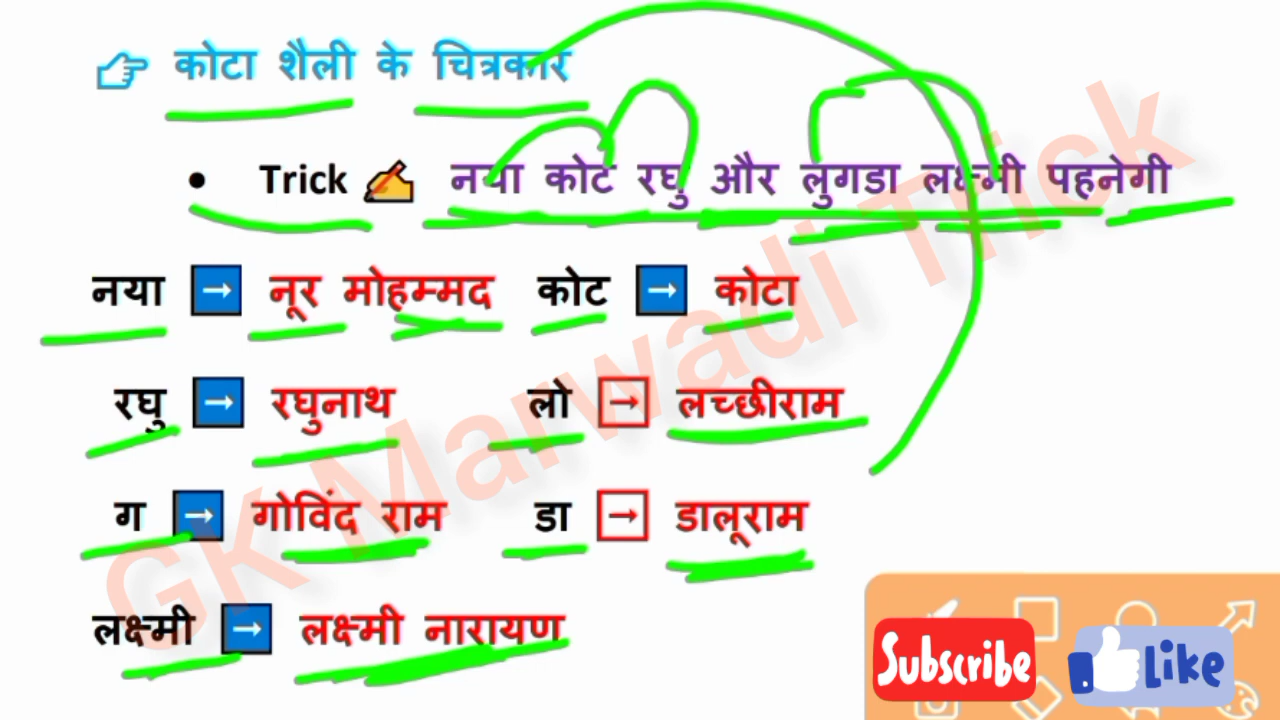 👉 कोटा शैली के चित्रकार
• Trick ✍ नया कोट रघु और लुगडा लक्ष्मी पहनेगी
नया → नूर मोहम्मद कोट → कोटा
रघु → रघुनाथ लो → लच्छीराम
ग → गोविंद राम डा → डालूराम
लक्ष्मी → लक्ष्मी नारायण
GK Marwadi Trick
Subscribe Like